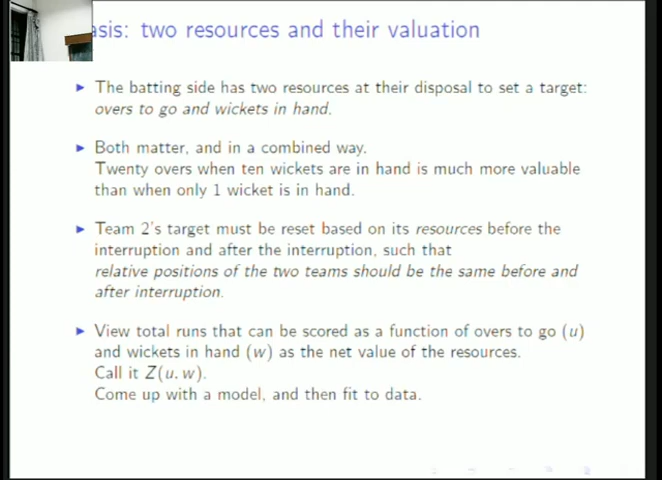 asis: two resources and their valuation
The batting side has two resources at their disposal to set a target:
overs to go and wickets in hand.
Both matter, and in a combined way.
Twenty overs when ten wickets are in hand is much more valuable
than when only 1 wicket is in hand.
Team 2's target must be reset based on its resources before the
interruption and after the interruption, such that
relative positions of the two teams should be the same before and
after interruption.
View total runs that can be scored as a function of overs to go (u)
and wickets in hand (w) as the net value of the resources.
Call it Z(u, w).
Come up with a model, and then fit to data.